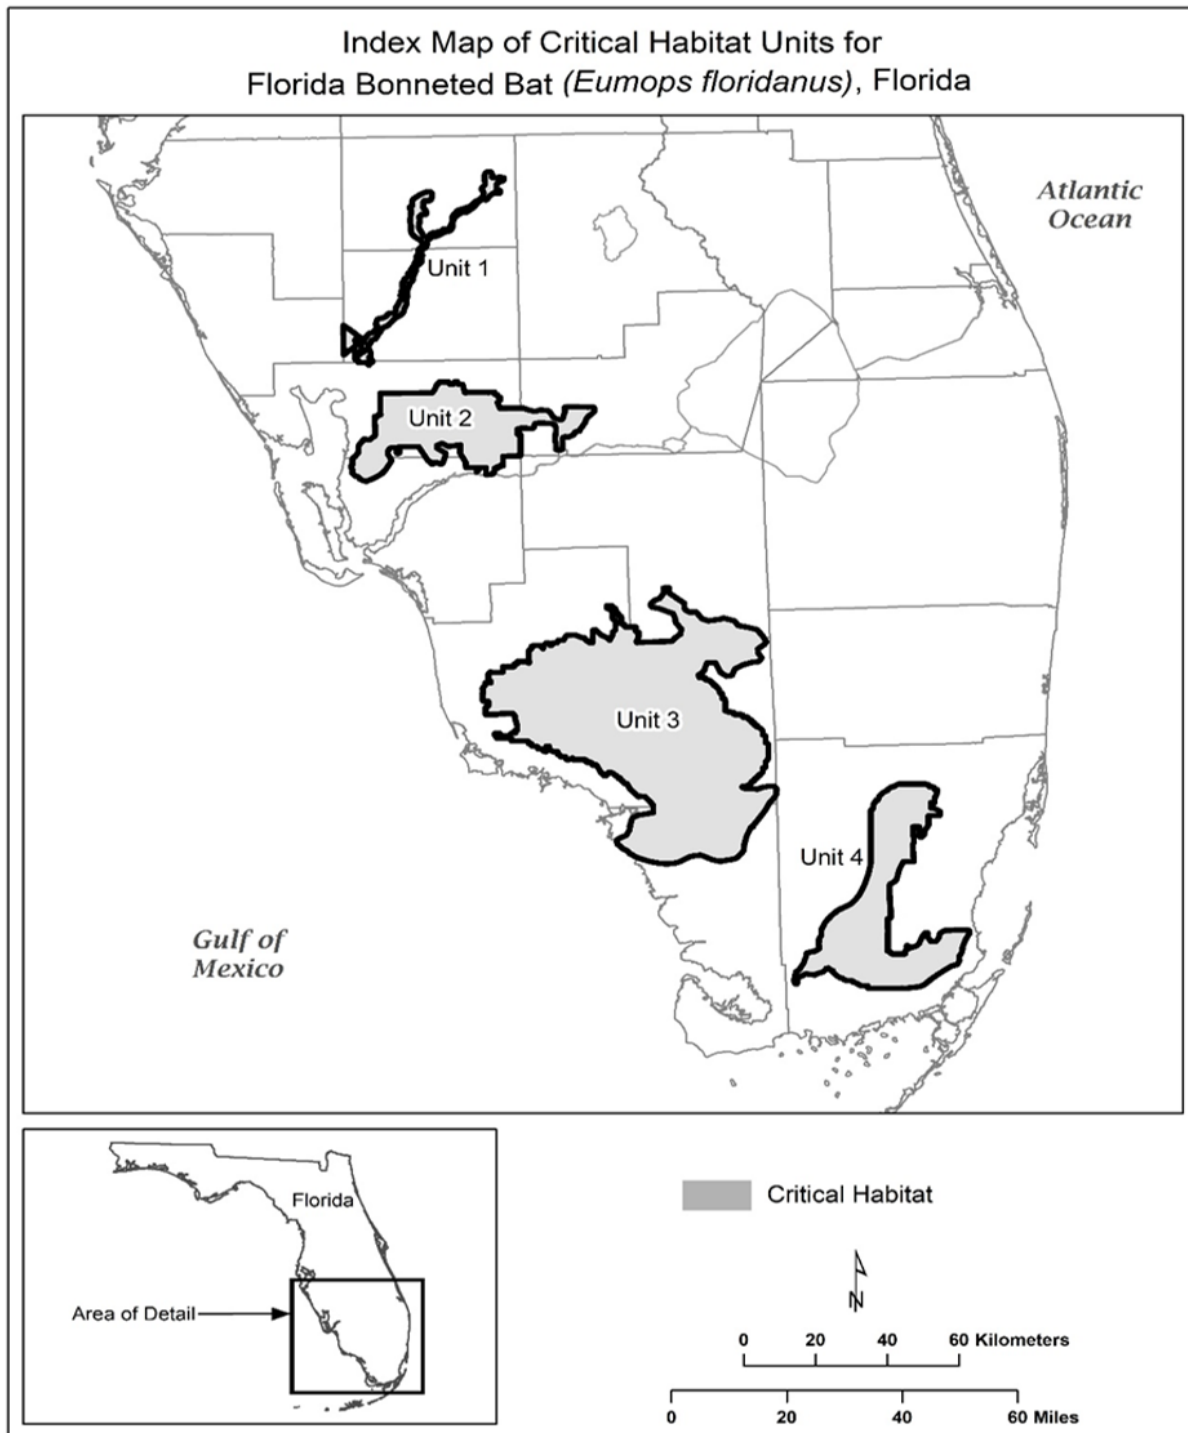 Index Map of Critical Habitat Units for
Florida Bonneted Bat (Eumops floridanus), Florida
Atlantic
Ocean
Unit 1
Unit 2
Unit 3
Unit 4
Gulf of
Mexico
Florida
Area of Detail
Critical Habitat
N
0 20 40 60 Kilometers
0 20 40 60 Miles